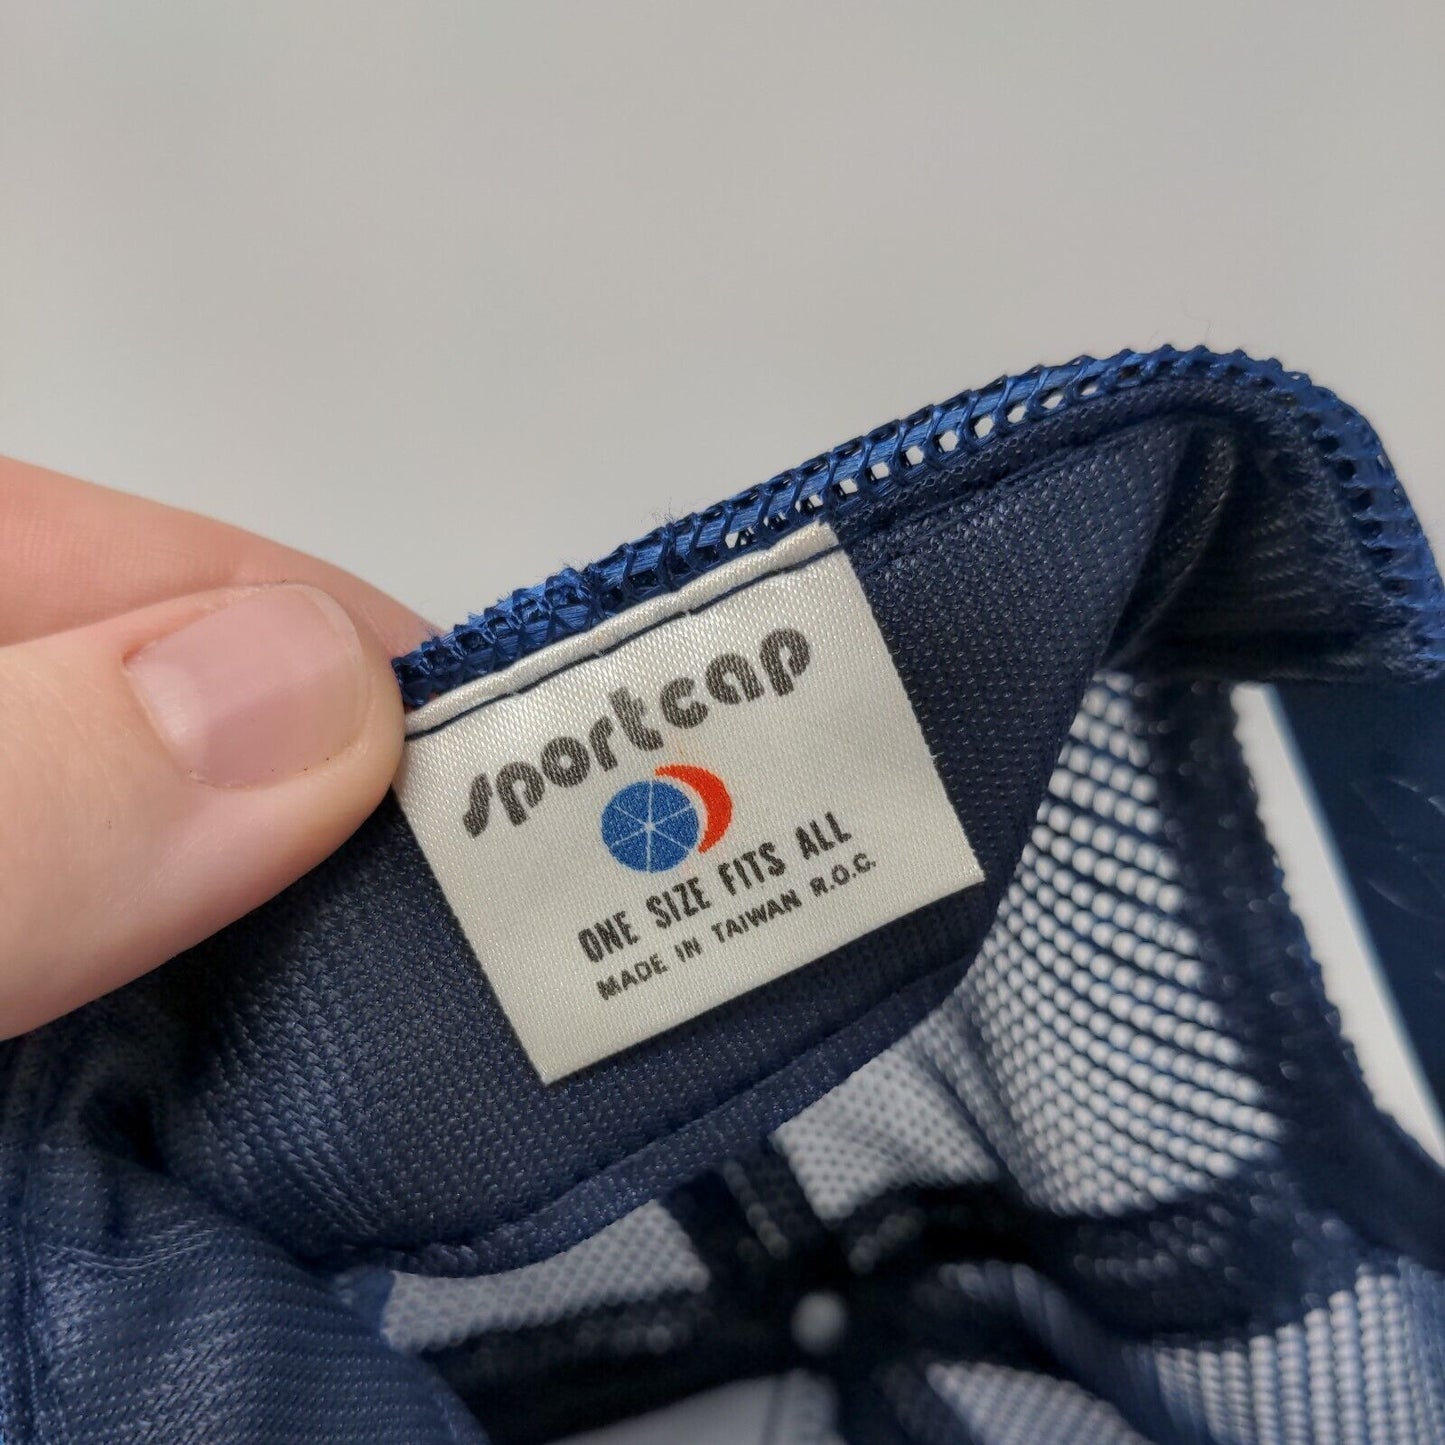 sportcap
ONE SIZE FITS ALL
MADE IN TAIWAN R.O.C.